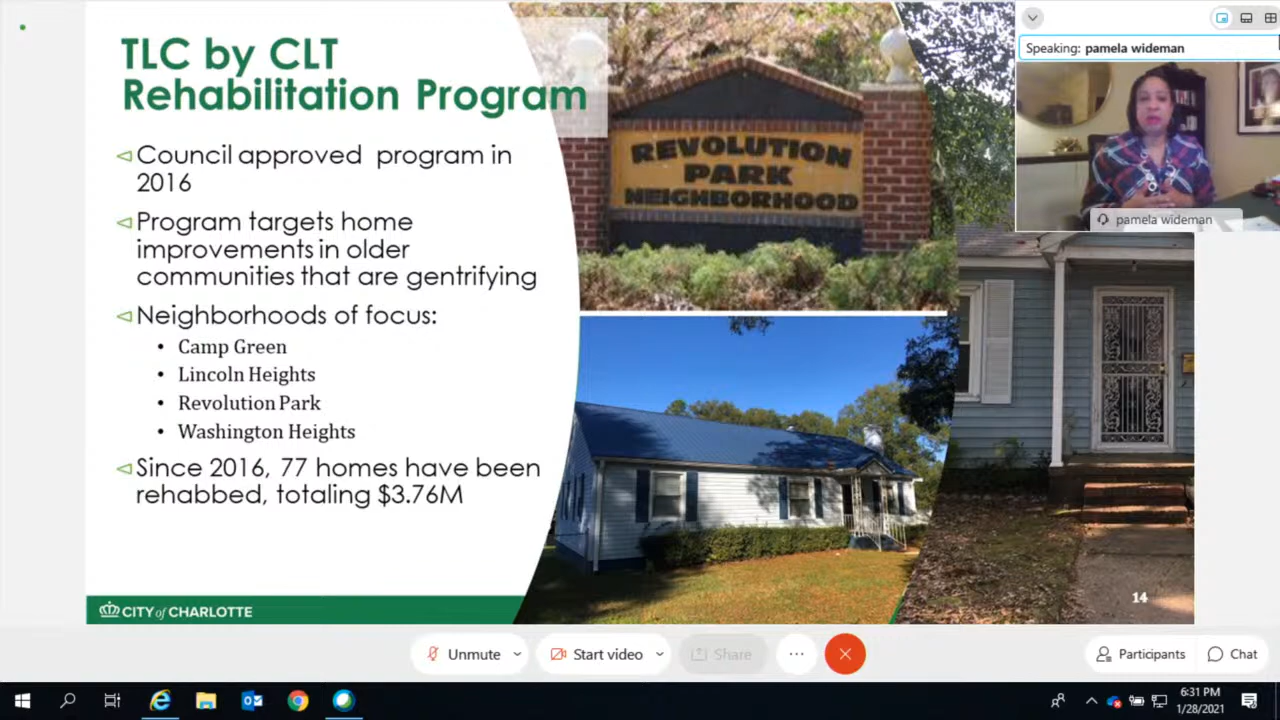 TLC by CLT
Rehabilitation Program
Council approved program in
2016
Program targets home
improvements in older
communities that are gentrifying
Neighborhoods of focus:
• Camp Green
• Lincoln Heights
• Revolution Park
• Washington Heights
Since 2016, 77 homes have been
rehabbed, totaling $3.76M
CITY of CHARLOTTE
REVOLUTION
PARK
NEIGHBORHOOD
14
Speaking: pamela wideman
pamela wideman
Unmute
Start video
Share
Participants
Chat
6:31 PM
1/28/2021